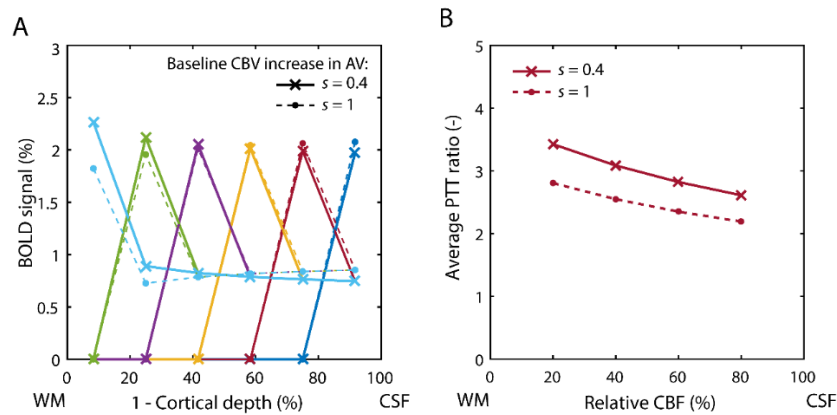 A
Baseline CBV increase in AV:
s = 0.4
s = 1
BOLD signal (%)
3
2.5
2
1.5
1
0.5
0
0 20 40 60 80 100
WM 1 - Cortical depth (%) CSF
B
s = 0.4
s = 1
Average PTT ratio (-)
5
4
3
2
1
0
0 20 40 60 80 100
WM Relative CBF (%) CSF